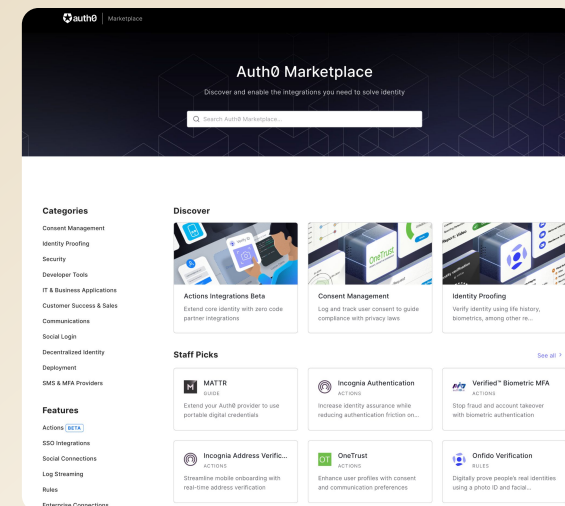 auth0 Marketplace
Auth0 Marketplace
Discover and enable the integrations you need to solve identity
Search Auth0 Marketplace...
Categories
Consent Management
Identity Proofing
Security
Developer Tools
IT & Business Applications
Customer Success & Sales
Communications
Social Login
Decentralized Identity
Deployment
SMS & MFA Providers
Features
Actions BETA
SSO Integrations
Social Connections
Log Streaming
Rules
Enterprise Connections
Discover
OneTrust
Actions Integrations Beta
Extend core identity with zero code
partner integrations
Consent Management
Log and track user consent to guide
compliance with privacy laws
Identity Proofing
Verify identity using life history,
biometrics, among other re...
Staff Picks
See all
MATTR
GUIDE
Extend your Auth0 provider to use
portable digital credentials
Incognia Authentication
ACTIONS
Increase identity assurance while
reducing authentication friction on...
Verified™ Biometric MFA
ACTIONS
Stop fraud and account takeover
with biometric authentication
Incognia Address Verific...
ACTIONS
Streamline mobile onboarding with
real-time address verification
OT
OneTrust
ACTIONS
Enhance user profiles with consent
and communication preferences
Onfido Verification
RULES
Digitally prove people's real identities
using a photo ID and facial...